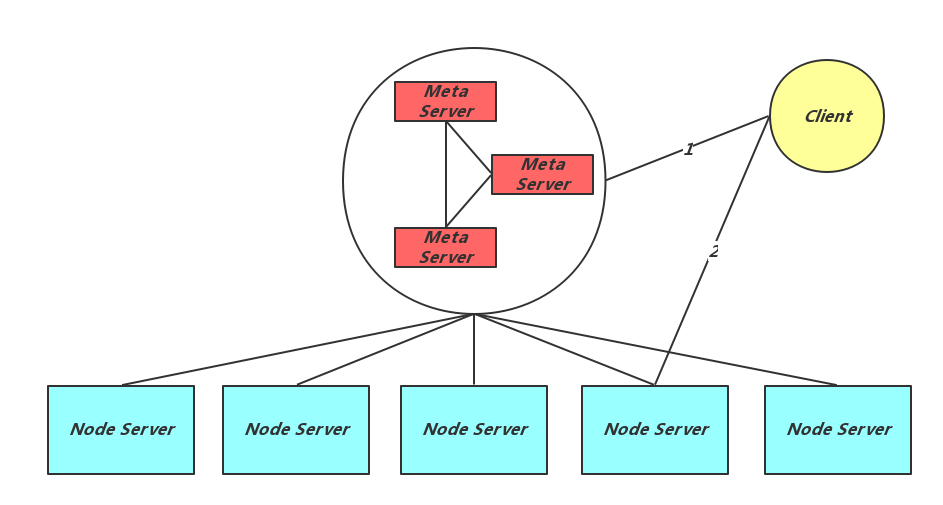 Meta
Server
Client
1
Meta
Server
Meta
Server
2
Node Server
Node Server
Node Server
Node Server
Node Server